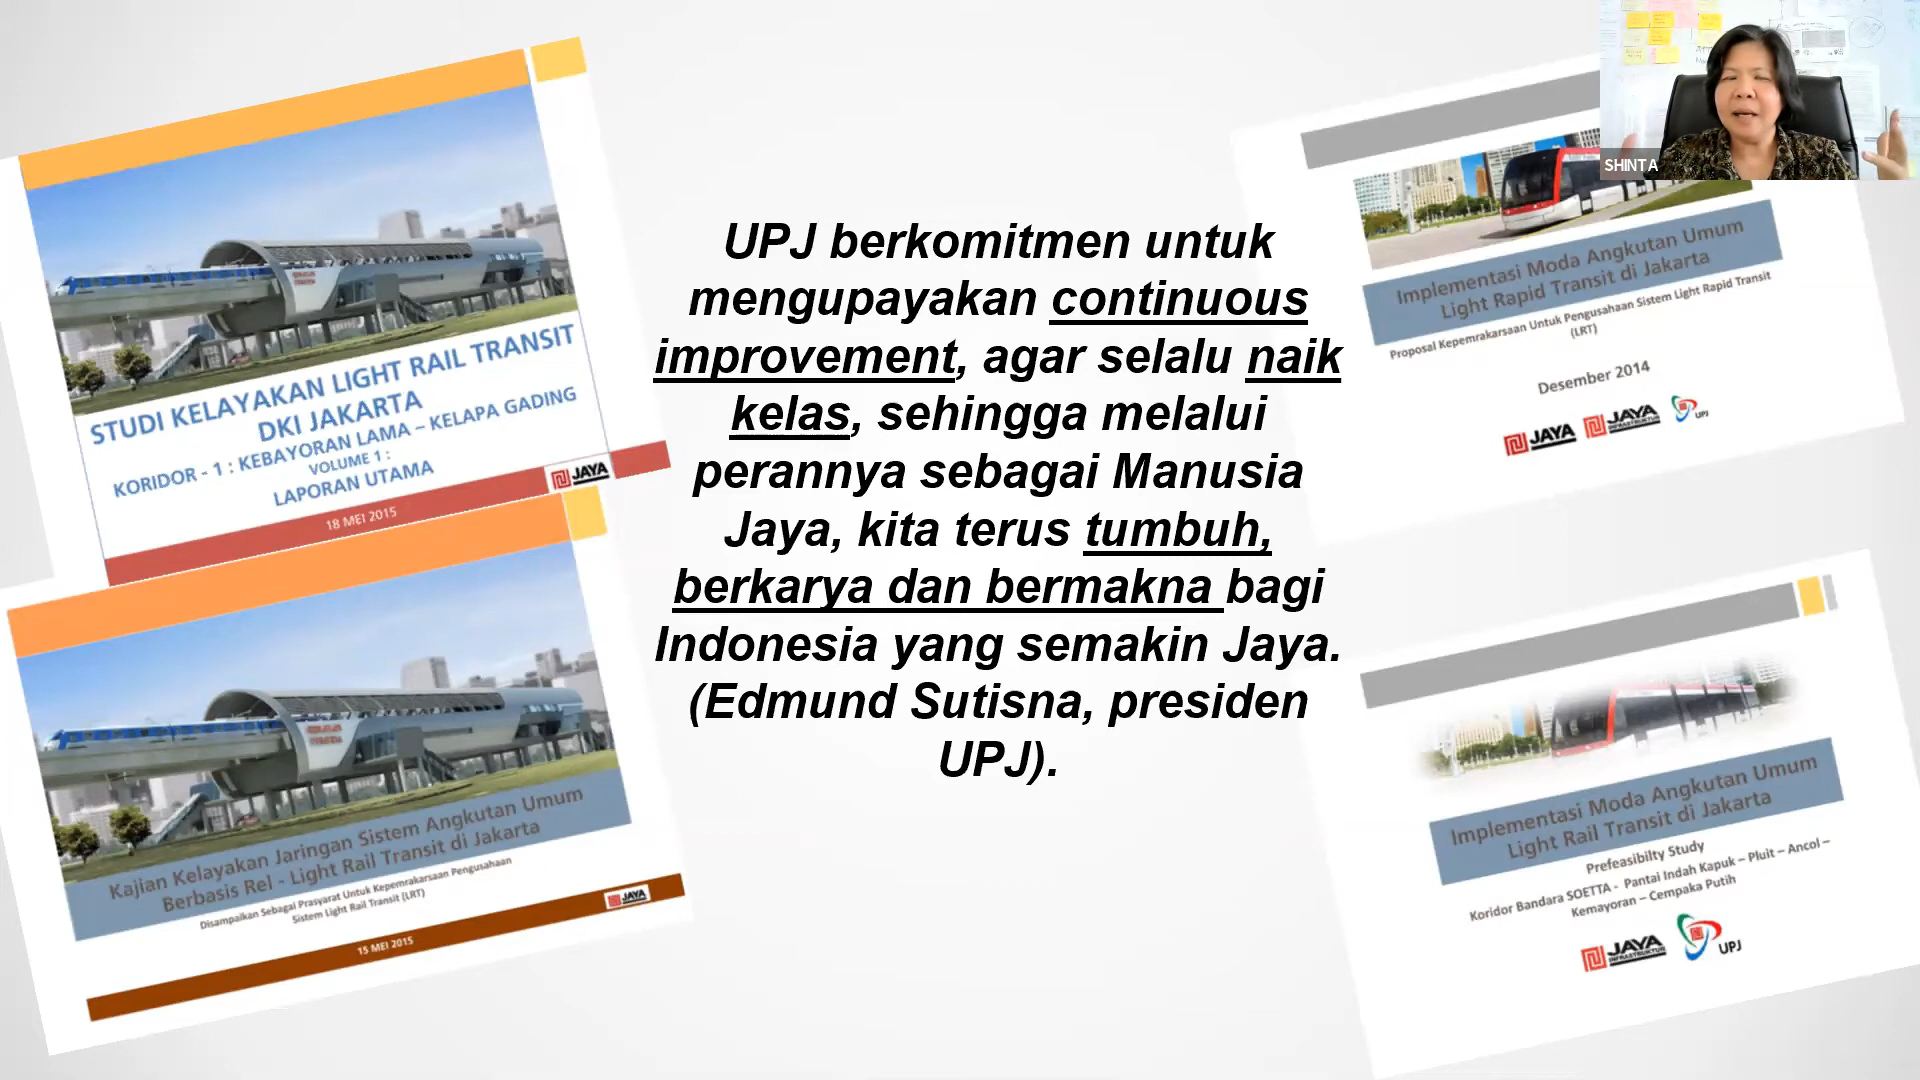 STUDI KELAYAKAN LIGHT RAIL TRANSIT
DKI JAKARTA
KORIDOR - 1 : KEBAYORAN LAMA – KELAPA GADING
VOLUME 1 :
LAPORAN UTAMA
JAYA
18 MEI 2015
Kajian Kelayakan Jaringan Sistem Angkutan Umum
Berbasis Rel - Light Rail Transit di Jakarta
Disampaikan Sebagai Prasyarat Untuk Kepemrakarsaan Pengusahaan
Sistem Light Rail Transit (LRT)
JAYA
15 MEI 2015
UPJ berkomitmen untuk
mengupayakan continuous
improvement, agar selalu naik
kelas, sehingga melalui
perannya sebagai Manusia
Jaya, kita terus tumbuh,
berkarya dan bermakna bagi
Indonesia yang semakin Jaya.
(Edmund Sutisna, presiden
UPJ).
SHINTA
Implementasi Moda Angkutan Umum
Light Rapid Transit di Jakarta
Proposal Kepemrakarsaan Untuk Pengusahaan Sistem Light Rapid Transit
(LRT)
Desember 2014
JAYA
JAYA
INFRASTRUKTUR
UPJ
Implementasi Moda Angkutan Umum
Light Rail Transit di Jakarta
Prefeasibilty Study
Koridor Bandara SOETTA - Pantai Indah Kapuk – Pluit – Ancol –
Kemayoran – Cempaka Putih
JAYA
INFRASTRUKTUR
UPJ